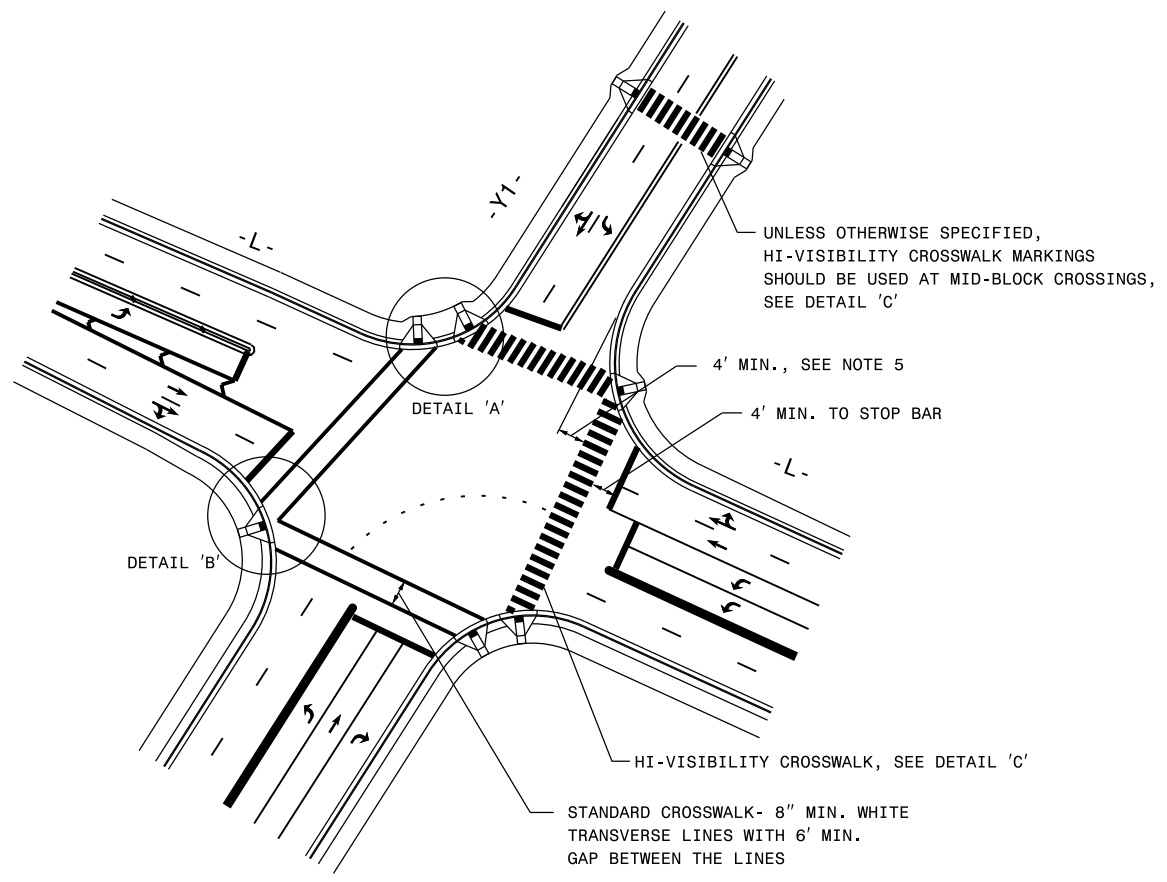 -Y1-
-L-
UNLESS OTHERWISE SPECIFIED,
HI-VISIBILITY CROSSWALK MARKINGS
SHOULD BE USED AT MID-BLOCK CROSSINGS,
SEE DETAIL 'C'
4' MIN., SEE NOTE 5
DETAIL 'A'
4' MIN. TO STOP BAR
-L-
DETAIL 'B'
HI-VISIBILITY CROSSWALK, SEE DETAIL 'C'
STANDARD CROSSWALK- 8" MIN. WHITE
TRANSVERSE LINES WITH 6' MIN.
GAP BETWEEN THE LINES